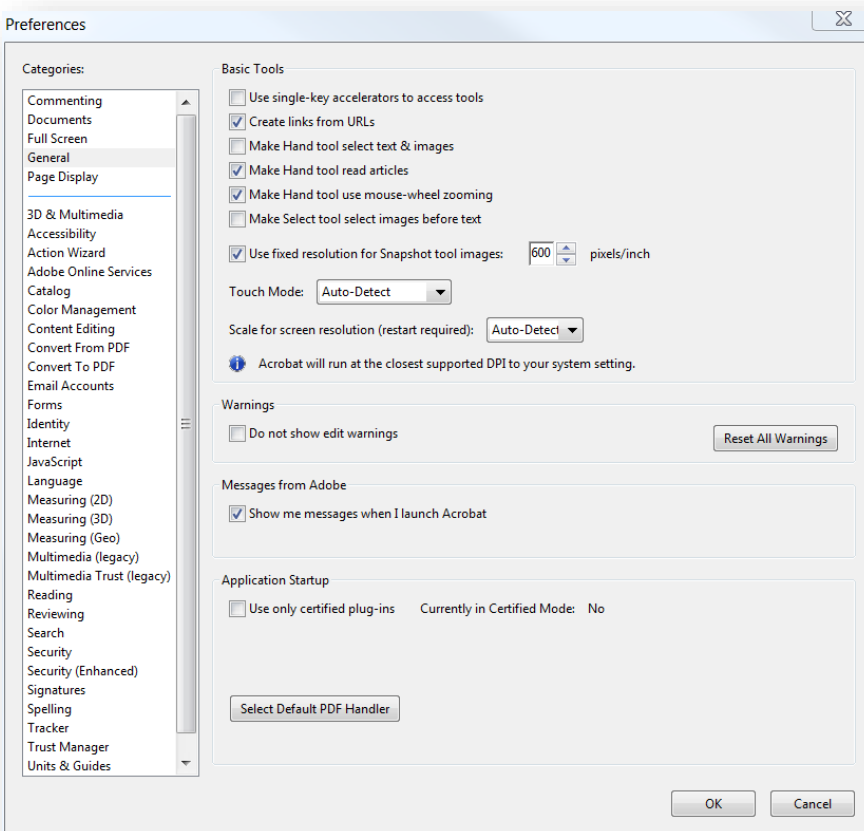 Preferences
Categories:
Commenting
Documents
Full Screen
General
Page Display
3D & Multimedia
Accessibility
Action Wizard
Adobe Online Services
Catalog
Color Management
Content Editing
Convert From PDF
Convert To PDF
Email Accounts
Forms
Identity
Internet
JavaScript
Language
Measuring (2D)
Measuring (3D)
Measuring (Geo)
Multimedia (legacy)
Multimedia Trust (legacy)
Reading
Reviewing
Search
Security
Security (Enhanced)
Signatures
Spelling
Tracker
Trust Manager
Units & Guides
Basic Tools
Use single-key accelerators to access tools
Create links from URLs
Make Hand tool select text & images
Make Hand tool read articles
Make Hand tool use mouse-wheel zooming
Make Select tool select images before text
Use fixed resolution for Snapshot tool images: 600 pixels/inch
Touch Mode: Auto-Detect
Scale for screen resolution (restart required): Auto-Detect
Acrobat will run at the closest supported DPI to your system setting.
Warnings
Do not show edit warnings Reset All Warnings
Messages from Adobe
Show me messages when I launch Acrobat
Application Startup
Use only certified plug-ins Currently in Certified Mode: No
Select Default PDF Handler
OK Cancel